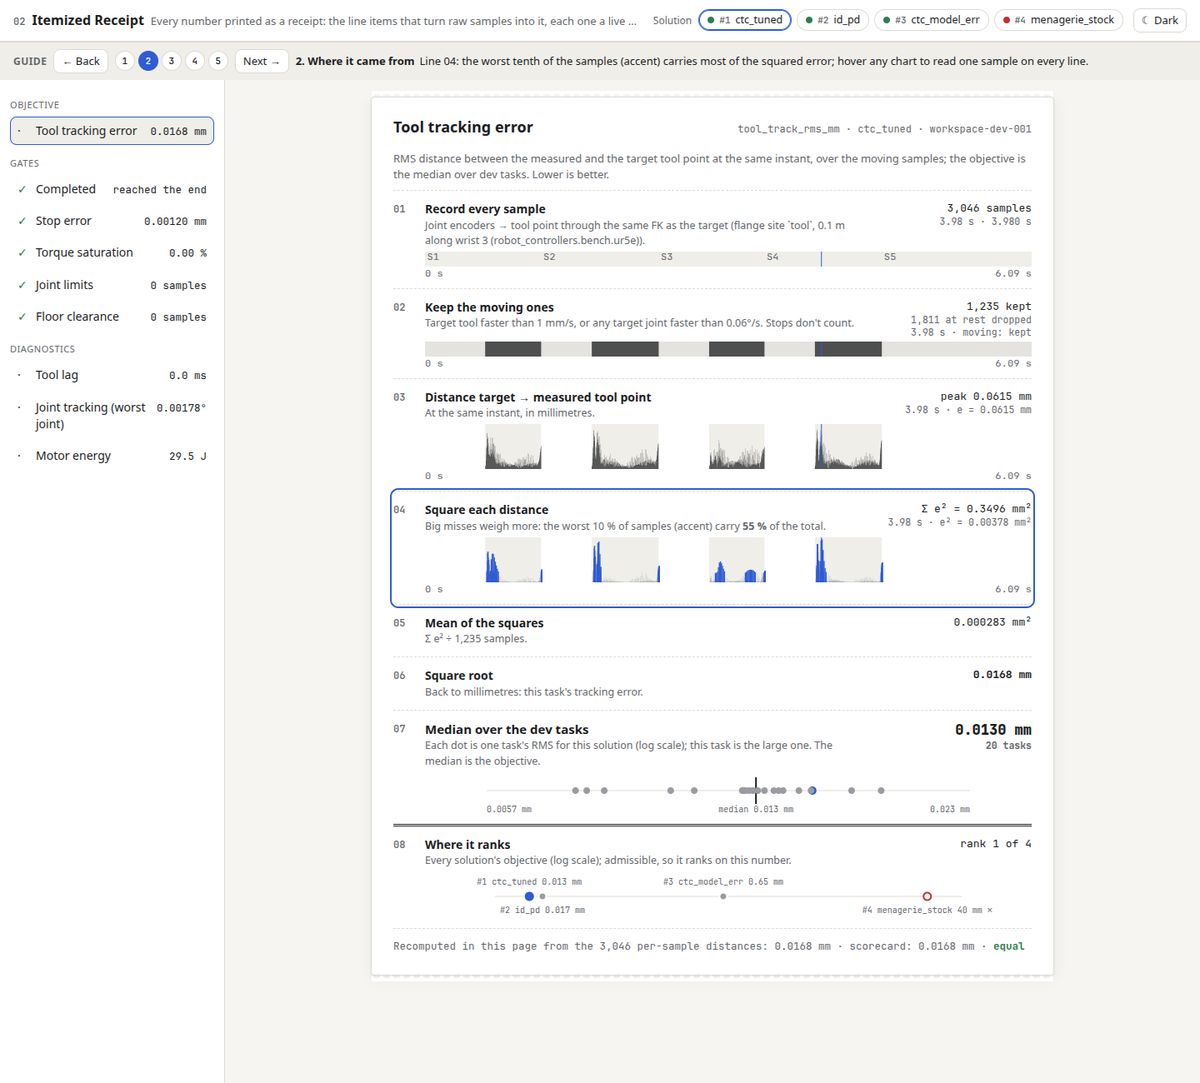 02 Itemized Receipt Every number printed as a receipt: the line items that turn raw samples into it, each one a live ... Solution #1 ctc_tuned #2 id_pd #3 ctc_model_err #4 menagerie_stock ☾ Dark
GUIDE ← Back 1 2 3 4 5 Next → 2. Where it came from Line 04: the worst tenth of the samples (accent) carries most of the squared error; hover any chart to read one sample on every line.
OBJECTIVE
· Tool tracking error 0.0168 mm
GATES
✓ Completed reached the end
✓ Stop error 0.00120 mm
✓ Torque saturation 0.00 %
✓ Joint limits 0 samples
✓ Floor clearance 0 samples
DIAGNOSTICS
· Tool lag 0.0 ms
· Joint tracking (worst 0.00178°
joint)
· Motor energy 29.5 J
Tool tracking error tool_track_rms_mm · ctc_tuned · workspace-dev-001
RMS distance between the measured and the target tool point at the same instant, over the moving samples; the objective is
the median over dev tasks. Lower is better.
01 Record every sample 3,046 samples
Joint encoders → tool point through the same FK as the target (flange site `tool`, 0.1 m 3.98 s · 3.980 s
along wrist 3 (robot_controllers.bench.ur5e)).
S1 S2 S3 S4 S5
0 s 6.09 s
02 Keep the moving ones 1,235 kept
Target tool faster than 1 mm/s, or any target joint faster than 0.06°/s. Stops don't count. 1,811 at rest dropped
3.98 s · moving: kept
0 s 6.09 s
03 Distance target → measured tool point peak 0.0615 mm
At the same instant, in millimetres. 3.98 s · e = 0.0615 mm
0 s 6.09 s
04 Square each distance Σ e² = 0.3496 mm²
Big misses weigh more: the worst 10 % of samples (accent) carry 55 % of the total. 3.98 s · e² = 0.00378 mm²
0 s 6.09 s
05 Mean of the squares 0.000283 mm²
Σ e² ÷ 1,235 samples.
06 Square root 0.0168 mm
Back to millimetres: this task's tracking error.
07 Median over the dev tasks 0.0130 mm
Each dot is one task's RMS for this solution (log scale); this task is the large one. The 20 tasks
median is the objective.
0.0057 mm median 0.013 mm 0.023 mm
08 Where it ranks rank 1 of 4
Every solution's objective (log scale); admissible, so it ranks on this number.
#1 ctc_tuned 0.013 mm #3 ctc_model_err 0.65 mm
#2 id_pd 0.017 mm #4 menagerie_stock 40 mm ×
Recomputed in this page from the 3,046 per-sample distances: 0.0168 mm · scorecard: 0.0168 mm · equal